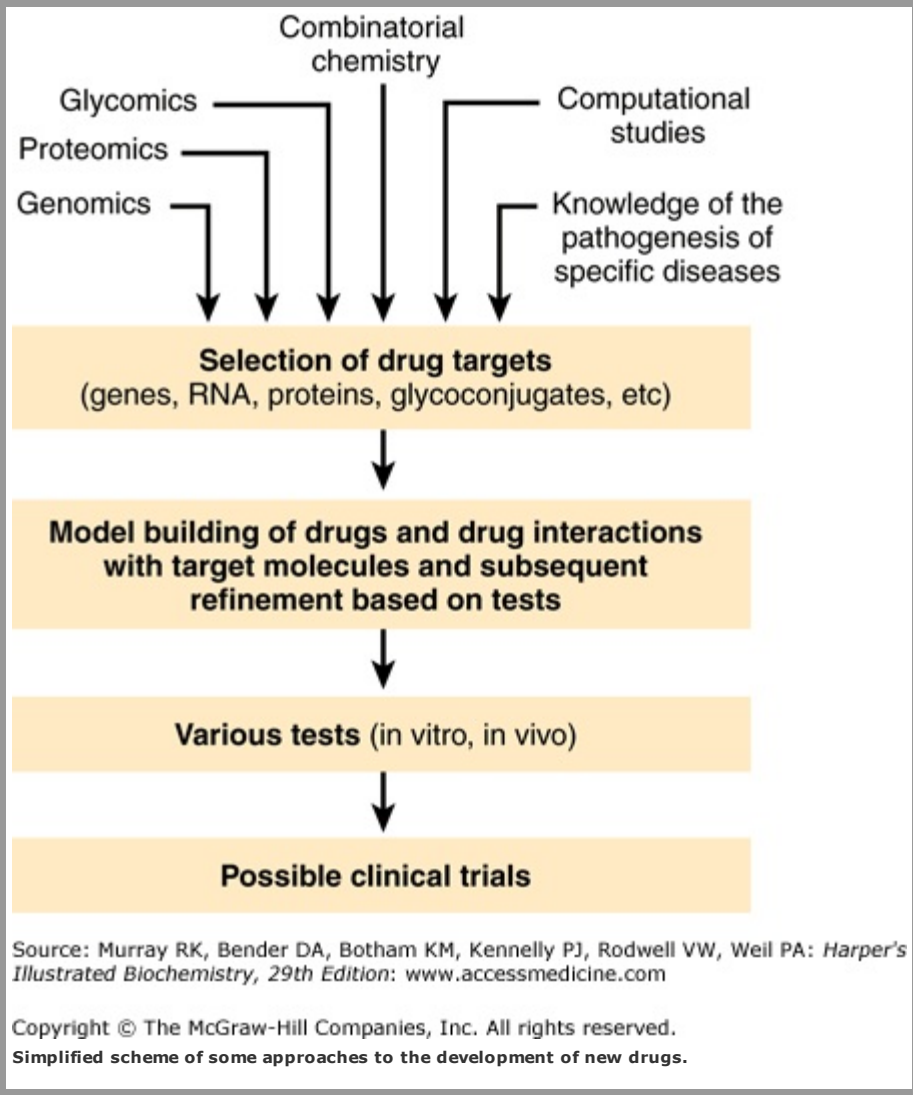 Combinatorial
chemistry
Glycomics
Computational
studies
Proteomics
Genomics
Knowledge of the
pathogenesis of
specific diseases
Selection of drug targets
(genes, RNA, proteins, glycoconjugates, etc)
Model building of drugs and drug interactions
with target molecules and subsequent
refinement based on tests
Various tests (in vitro, in vivo)
Possible clinical trials
Source: Murray RK, Bender DA, Botham KM, Kennelly PJ, Rodwell VW, Weil PA: Harper's
Illustrated Biochemistry, 29th Edition: www.accessmedicine.com
Copyright © The McGraw-Hill Companies, Inc. All rights reserved.
Simplified scheme of some approaches to the development of new drugs.